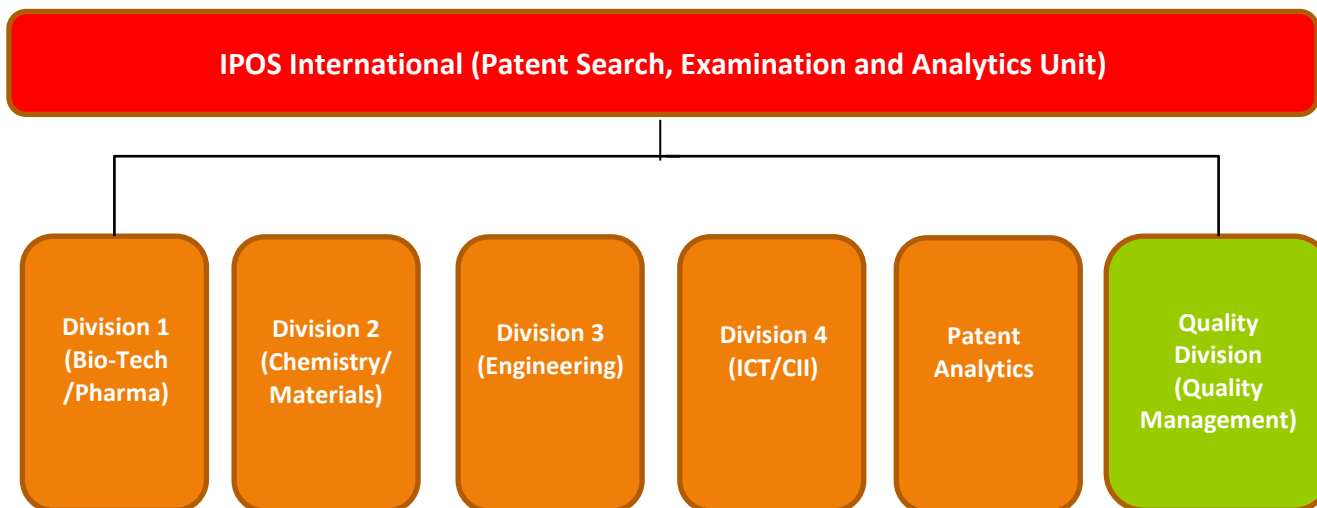 IPOS International (Patent Search, Examination and Analytics Unit)
Division 1
(Bio-Tech
/Pharma)
Division 2
(Chemistry/
Materials)
Division 3
(Engineering)
Division 4
(ICT/CII)
Patent
Analytics
Quality
Division
(Quality
Management)